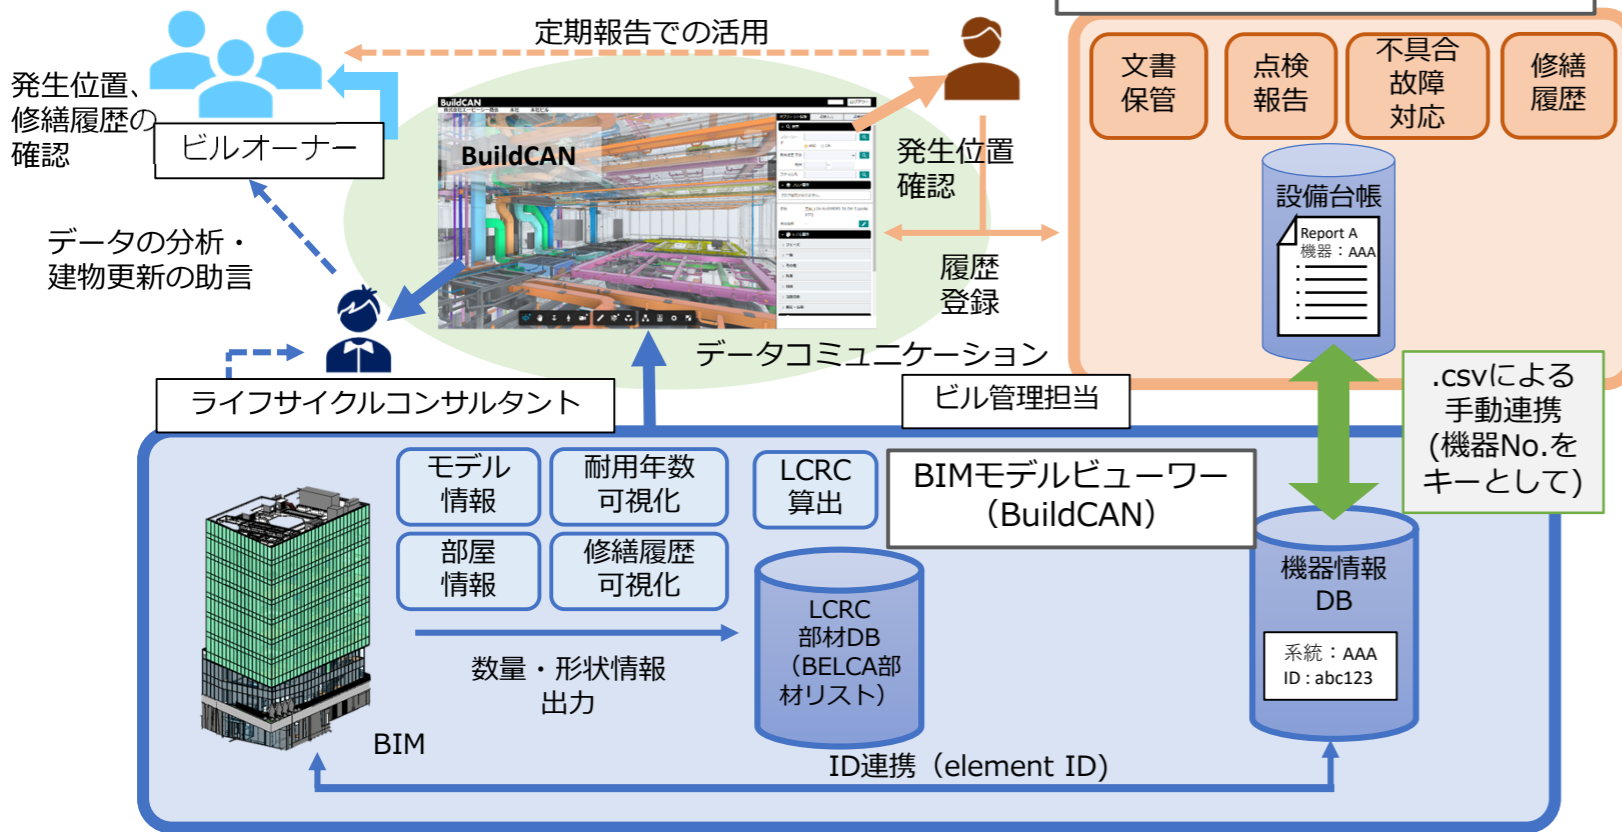 定期報告での活用
発生位置、
修繕履歴の
確認
ビルオーナー
BuildCAN
BuildCAN
発生位置
確認
データの分析・
建物更新の助言
履歴
登録
データコミュニケーション
ライフサイクルコンサルタント
ビル管理担当
文書
保管
点検
報告
不具合
故障
対応
修繕
履歴
設備台帳
Report A
機器：AAA
.csvによる
手動連携
(機器No.を
キーとして)
モデル
情報
耐用年数
可視化
LCRC
算出
BIMモデルビューワー
（BuildCAN）
部屋
情報
修繕履歴
可視化
LCRC
部材DB
（BELCA部
材リスト）
機器情報
DB
系統：AAA
ID : abc123
数量・形状情報
出力
BIM
ID連携（element ID)